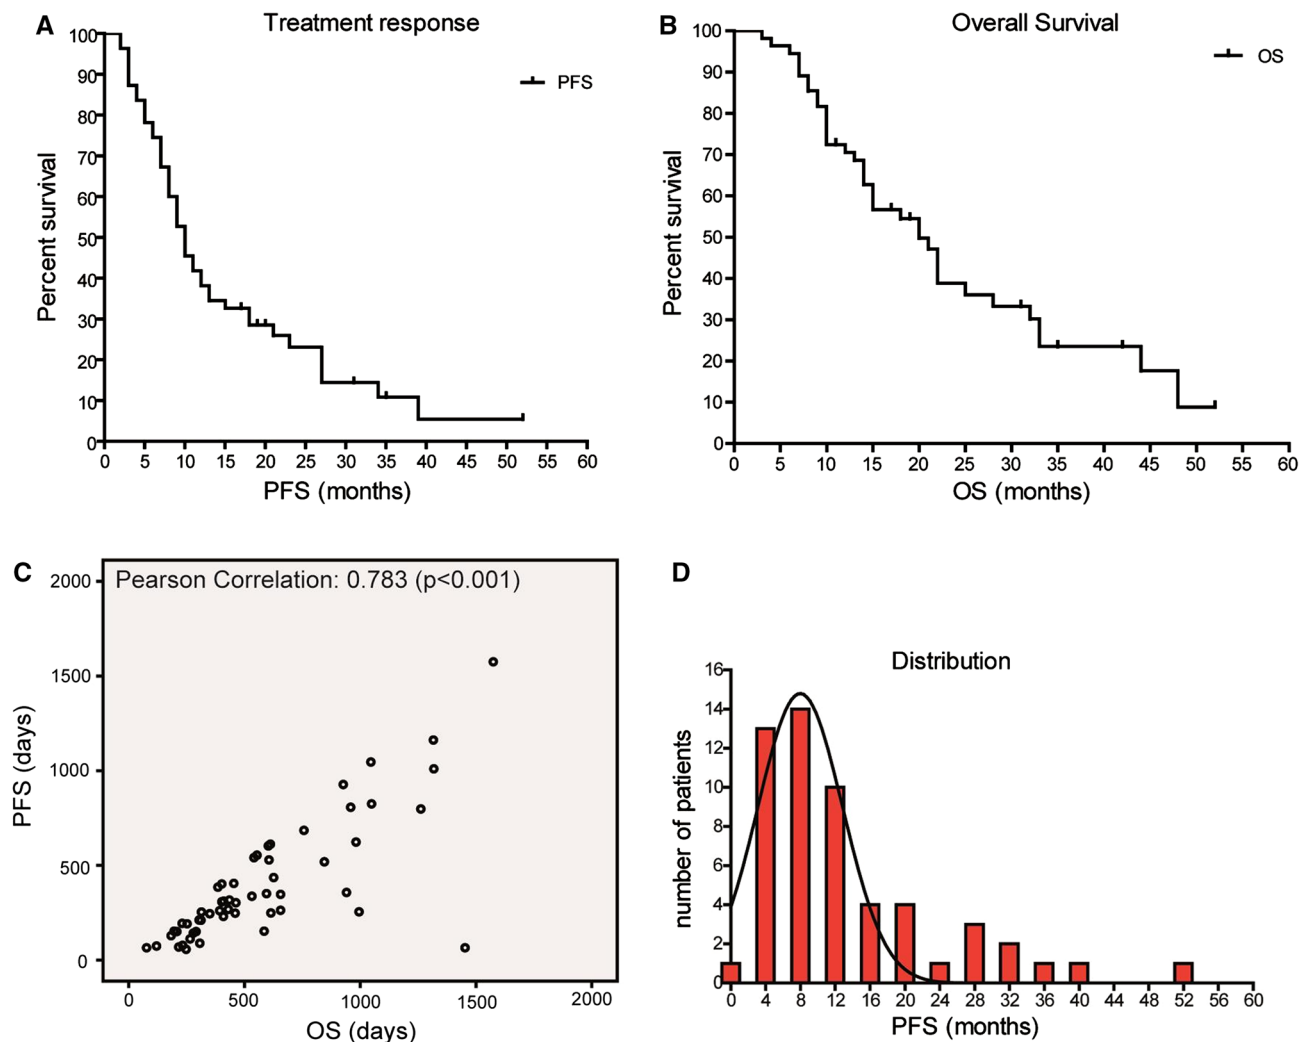 A
Treatment response
100
90
80
70
60
50
40
30
20
10
0
Percent survival
PFS
0 5 10 15 20 25 30 35 40 45 50 55 60
PFS (months)
B
Overall Survival
100
90
80
70
60
50
40
30
20
10
0
Percent survival
OS
0 5 10 15 20 25 30 35 40 45 50 55 60
OS (months)
C
Pearson Correlation: 0.783 (p<0.001)
2000
1500
1000
500
0
PFS (days)
0 500 1000 1500 2000
OS (days)
D
Distribution
16
14
12
10
8
6
4
2
0
number of patients
0 4 8 12 16 20 24 28 32 36 40 44 48 52 56 60
PFS (months)